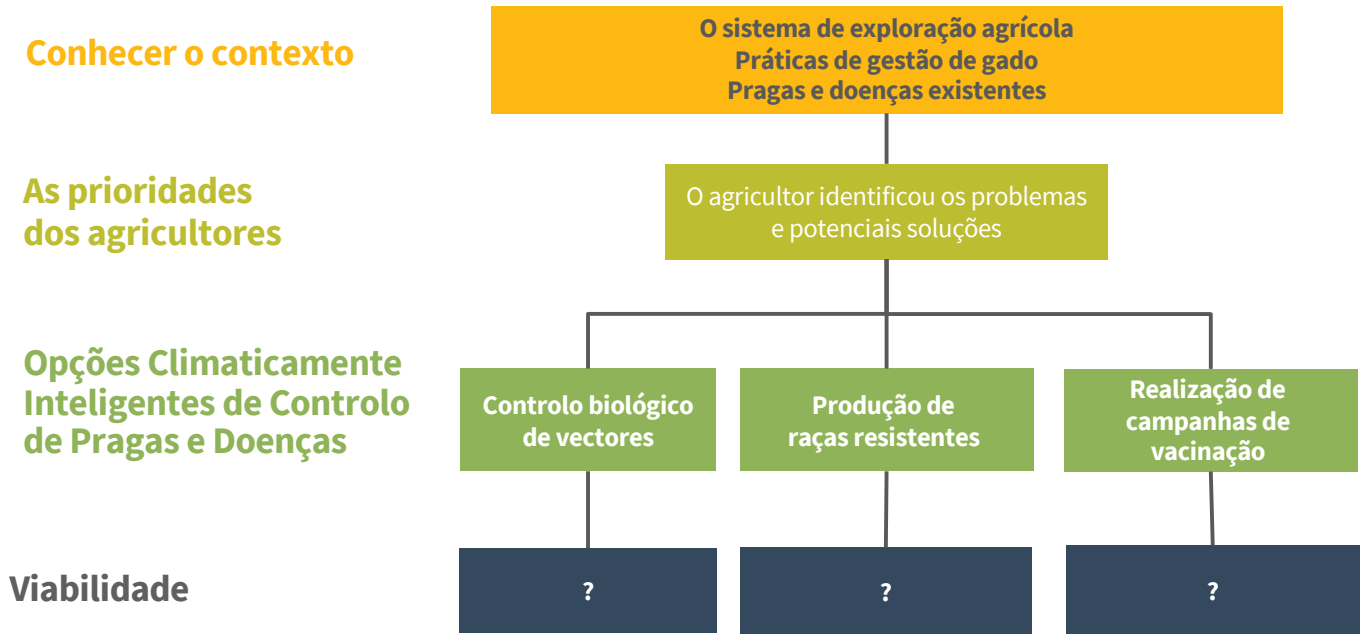 Conhecer o contexto
O sistema de exploração agrícola
Práticas de gestão de gado
Pragas e doenças existentes
As prioridades
dos agricultores
O agricultor identificou os problemas
e potenciais soluções
Opções Climaticamente
Inteligentes de Controlo
de Pragas e Doenças
Controlo biológico
de vectores
Produção de
raças resistentes
Realização de
campanhas de
vacinação
Viabilidade
?
?
?